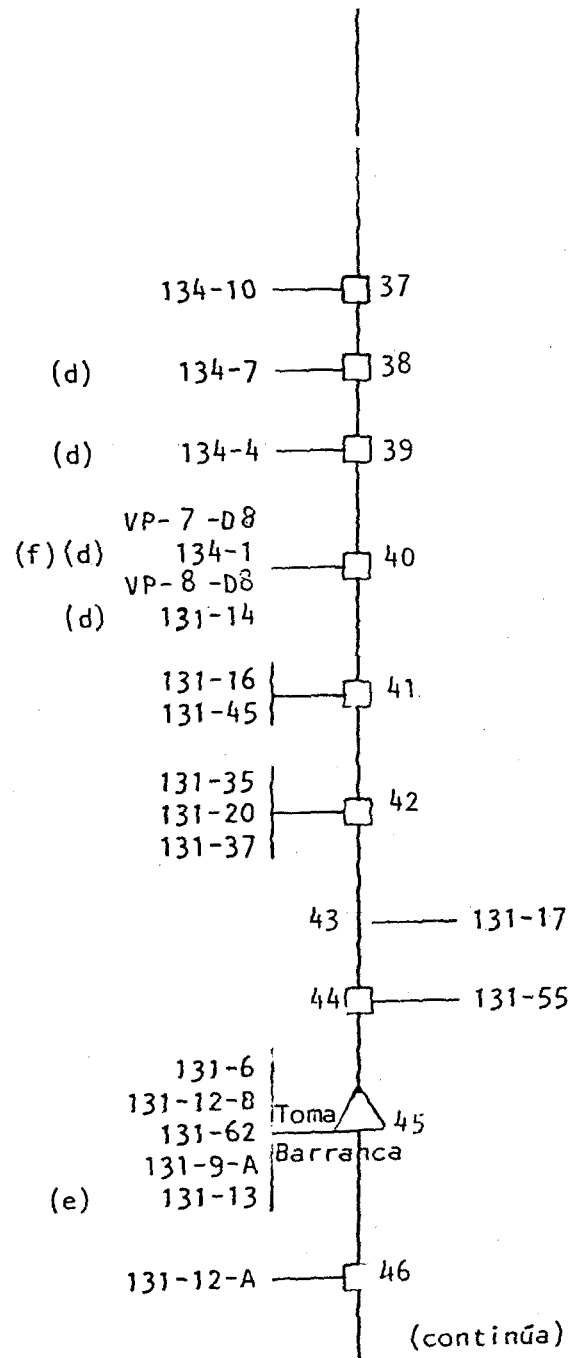 134-10 37
(d) 134-7 38
(d) 134-4 39
VP-7-D8
(f)(d) 134-1 40
VP-8-D8
(d) 131-14
131-16 41
131-45
131-35
131-20 42
131-37
43 131-17
44 131-55
131-6
131-12-8 Toma 45
131-62
131-9-A Barranca
(e) 131-13
131-12-A 46
(continúa)